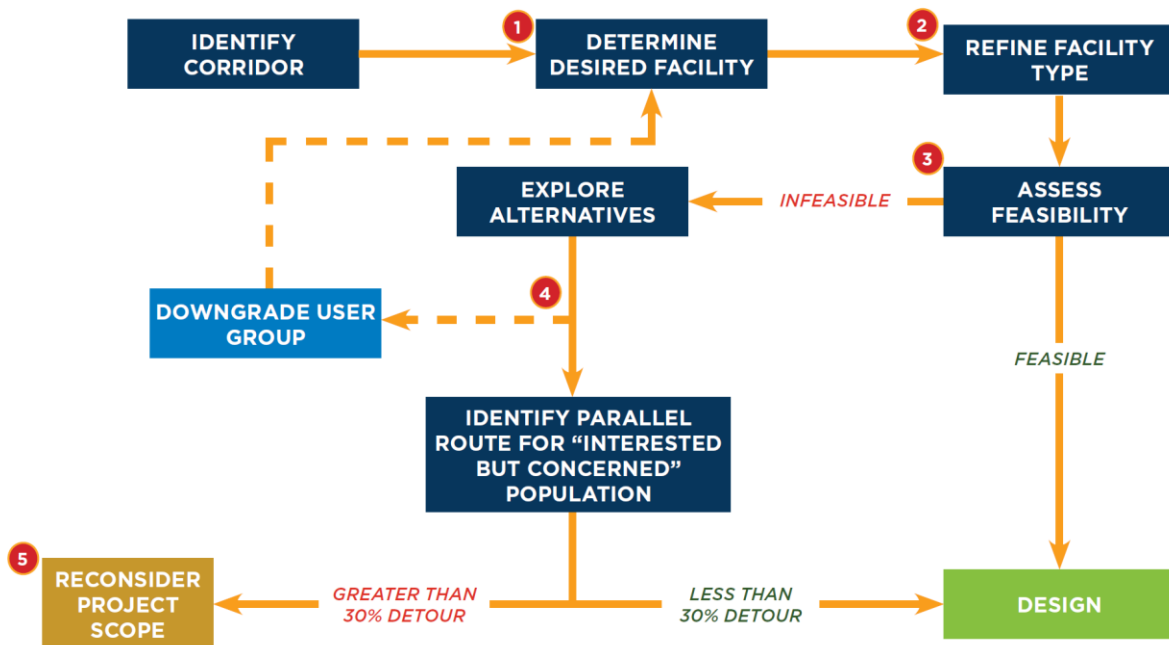 IDENTIFY
CORRIDOR
1
DETERMINE
DESIRED FACILITY
2
REFINE FACILITY
TYPE
3
ASSESS
FEASIBILITY
INFEASIBLE
EXPLORE
ALTERNATIVES
4
DOWNGRADE USER
GROUP
FEASIBLE
IDENTIFY PARALLEL
ROUTE FOR “INTERESTED
BUT CONCERNED”
POPULATION
5
RECONSIDER
PROJECT
SCOPE
GREATER THAN
30% DETOUR
LESS THAN
30% DETOUR
DESIGN